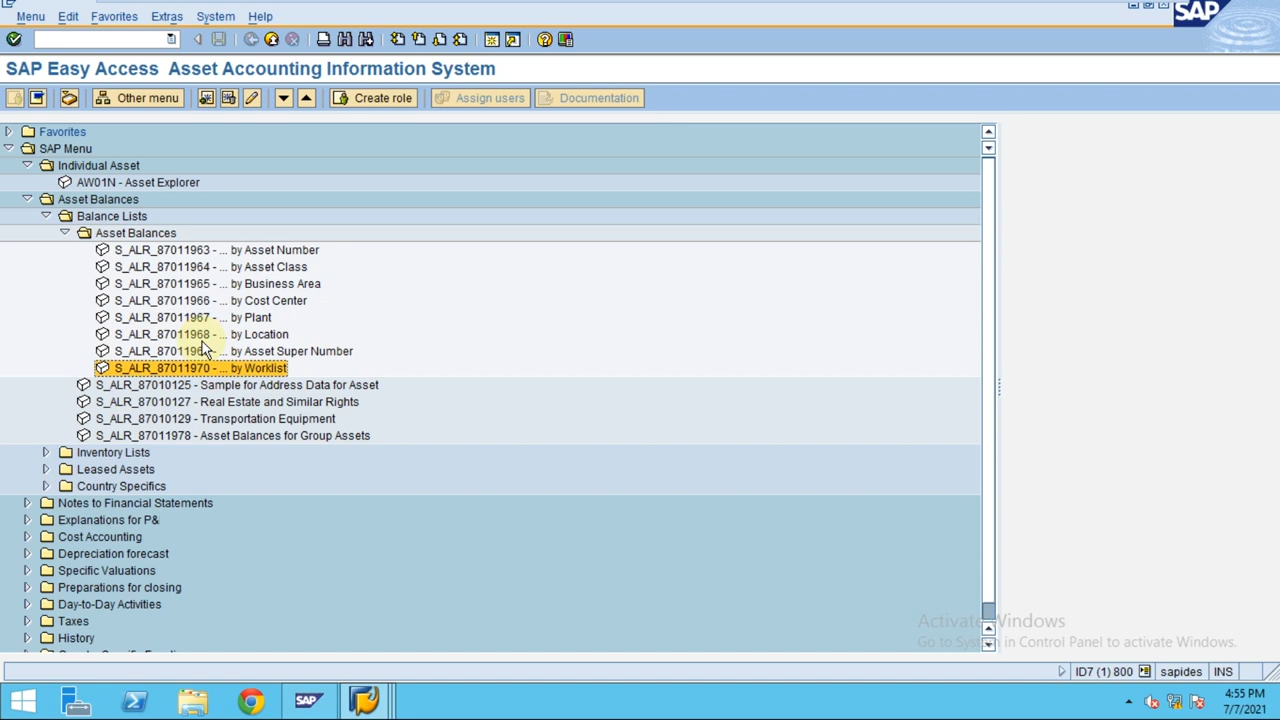 Menu Edit Favorites Extras System Help
SAP
SAP Easy Access Asset Accounting Information System
Other menu Create role Assign users Documentation
Favorites
SAP Menu
Individual Asset
AW01N - Asset Explorer
Asset Balances
Balance Lists
Asset Balances
S_ALR_87011963 - ... by Asset Number
S_ALR_87011964 - ... by Asset Class
S_ALR_87011965 - ... by Business Area
S_ALR_87011966 - ... by Cost Center
S_ALR_87011967 - ... by Plant
S_ALR_87011968 - ... by Location
- ... by Asset Super Number
S_ALR_87011970 - ... by Worklist
S_ALR_87010125 - Sample for Address Data for Asset
S_ALR_87010127 - Real Estate and Similar Rights
S_ALR_87010129 - Transportation Equipment
S_ALR_87011978 - Asset Balances for Group Assets
Inventory Lists
Leased Assets
Country Specifics
Notes to Financial Statements
Explanations for P&
Cost Accounting
Depreciation forecast
Specific Valuations
Preparations for closing
Day-to-Day Activities
Taxes
History
Activate Windows
Go to System in Control Panel to activate Windows.
ID7 (1) 800 sapides INS
SAP
4:55 PM
7/7/2021